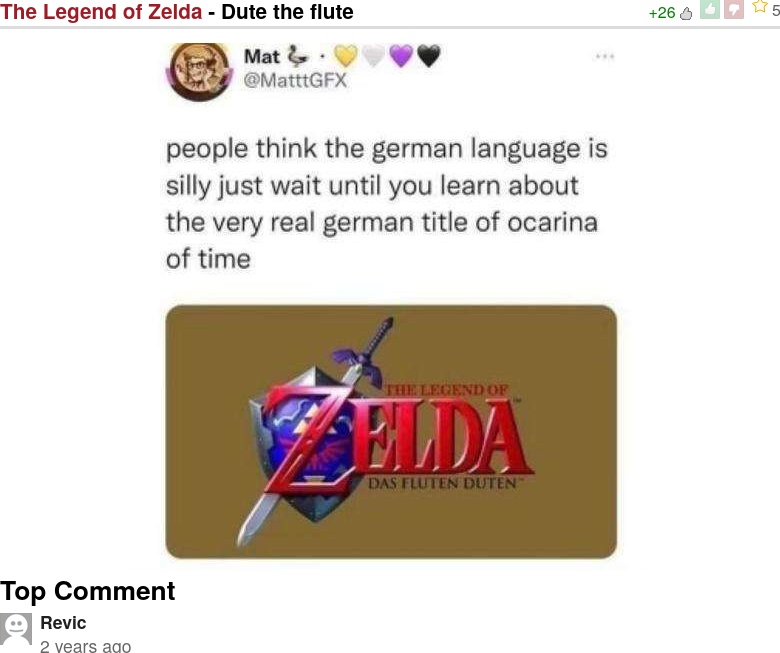 The Legend of Zelda - Dute the flute
+26
5
Mat 🪿 · 💛🤍💜🖤
@MatttGFX
people think the german language is
silly just wait until you learn about
the very real german title of ocarina
of time
THE LEGEND OF
ZELDA™
DAS FLUTEN DUTEN™
Top Comment
Revic
2 years ago